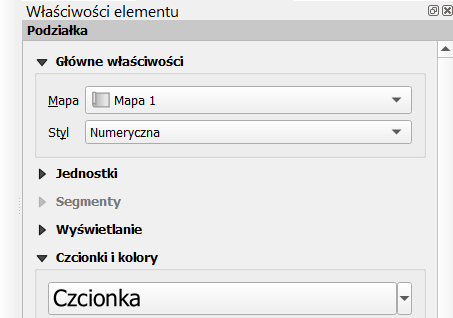 Właściwości elementu
Podziałka
Główne właściwości
Mapa Mapa 1
Styl Numeryczna
Jednostki
Segmenty
Wyświetlanie
Czcionki i kolory
Czcionka